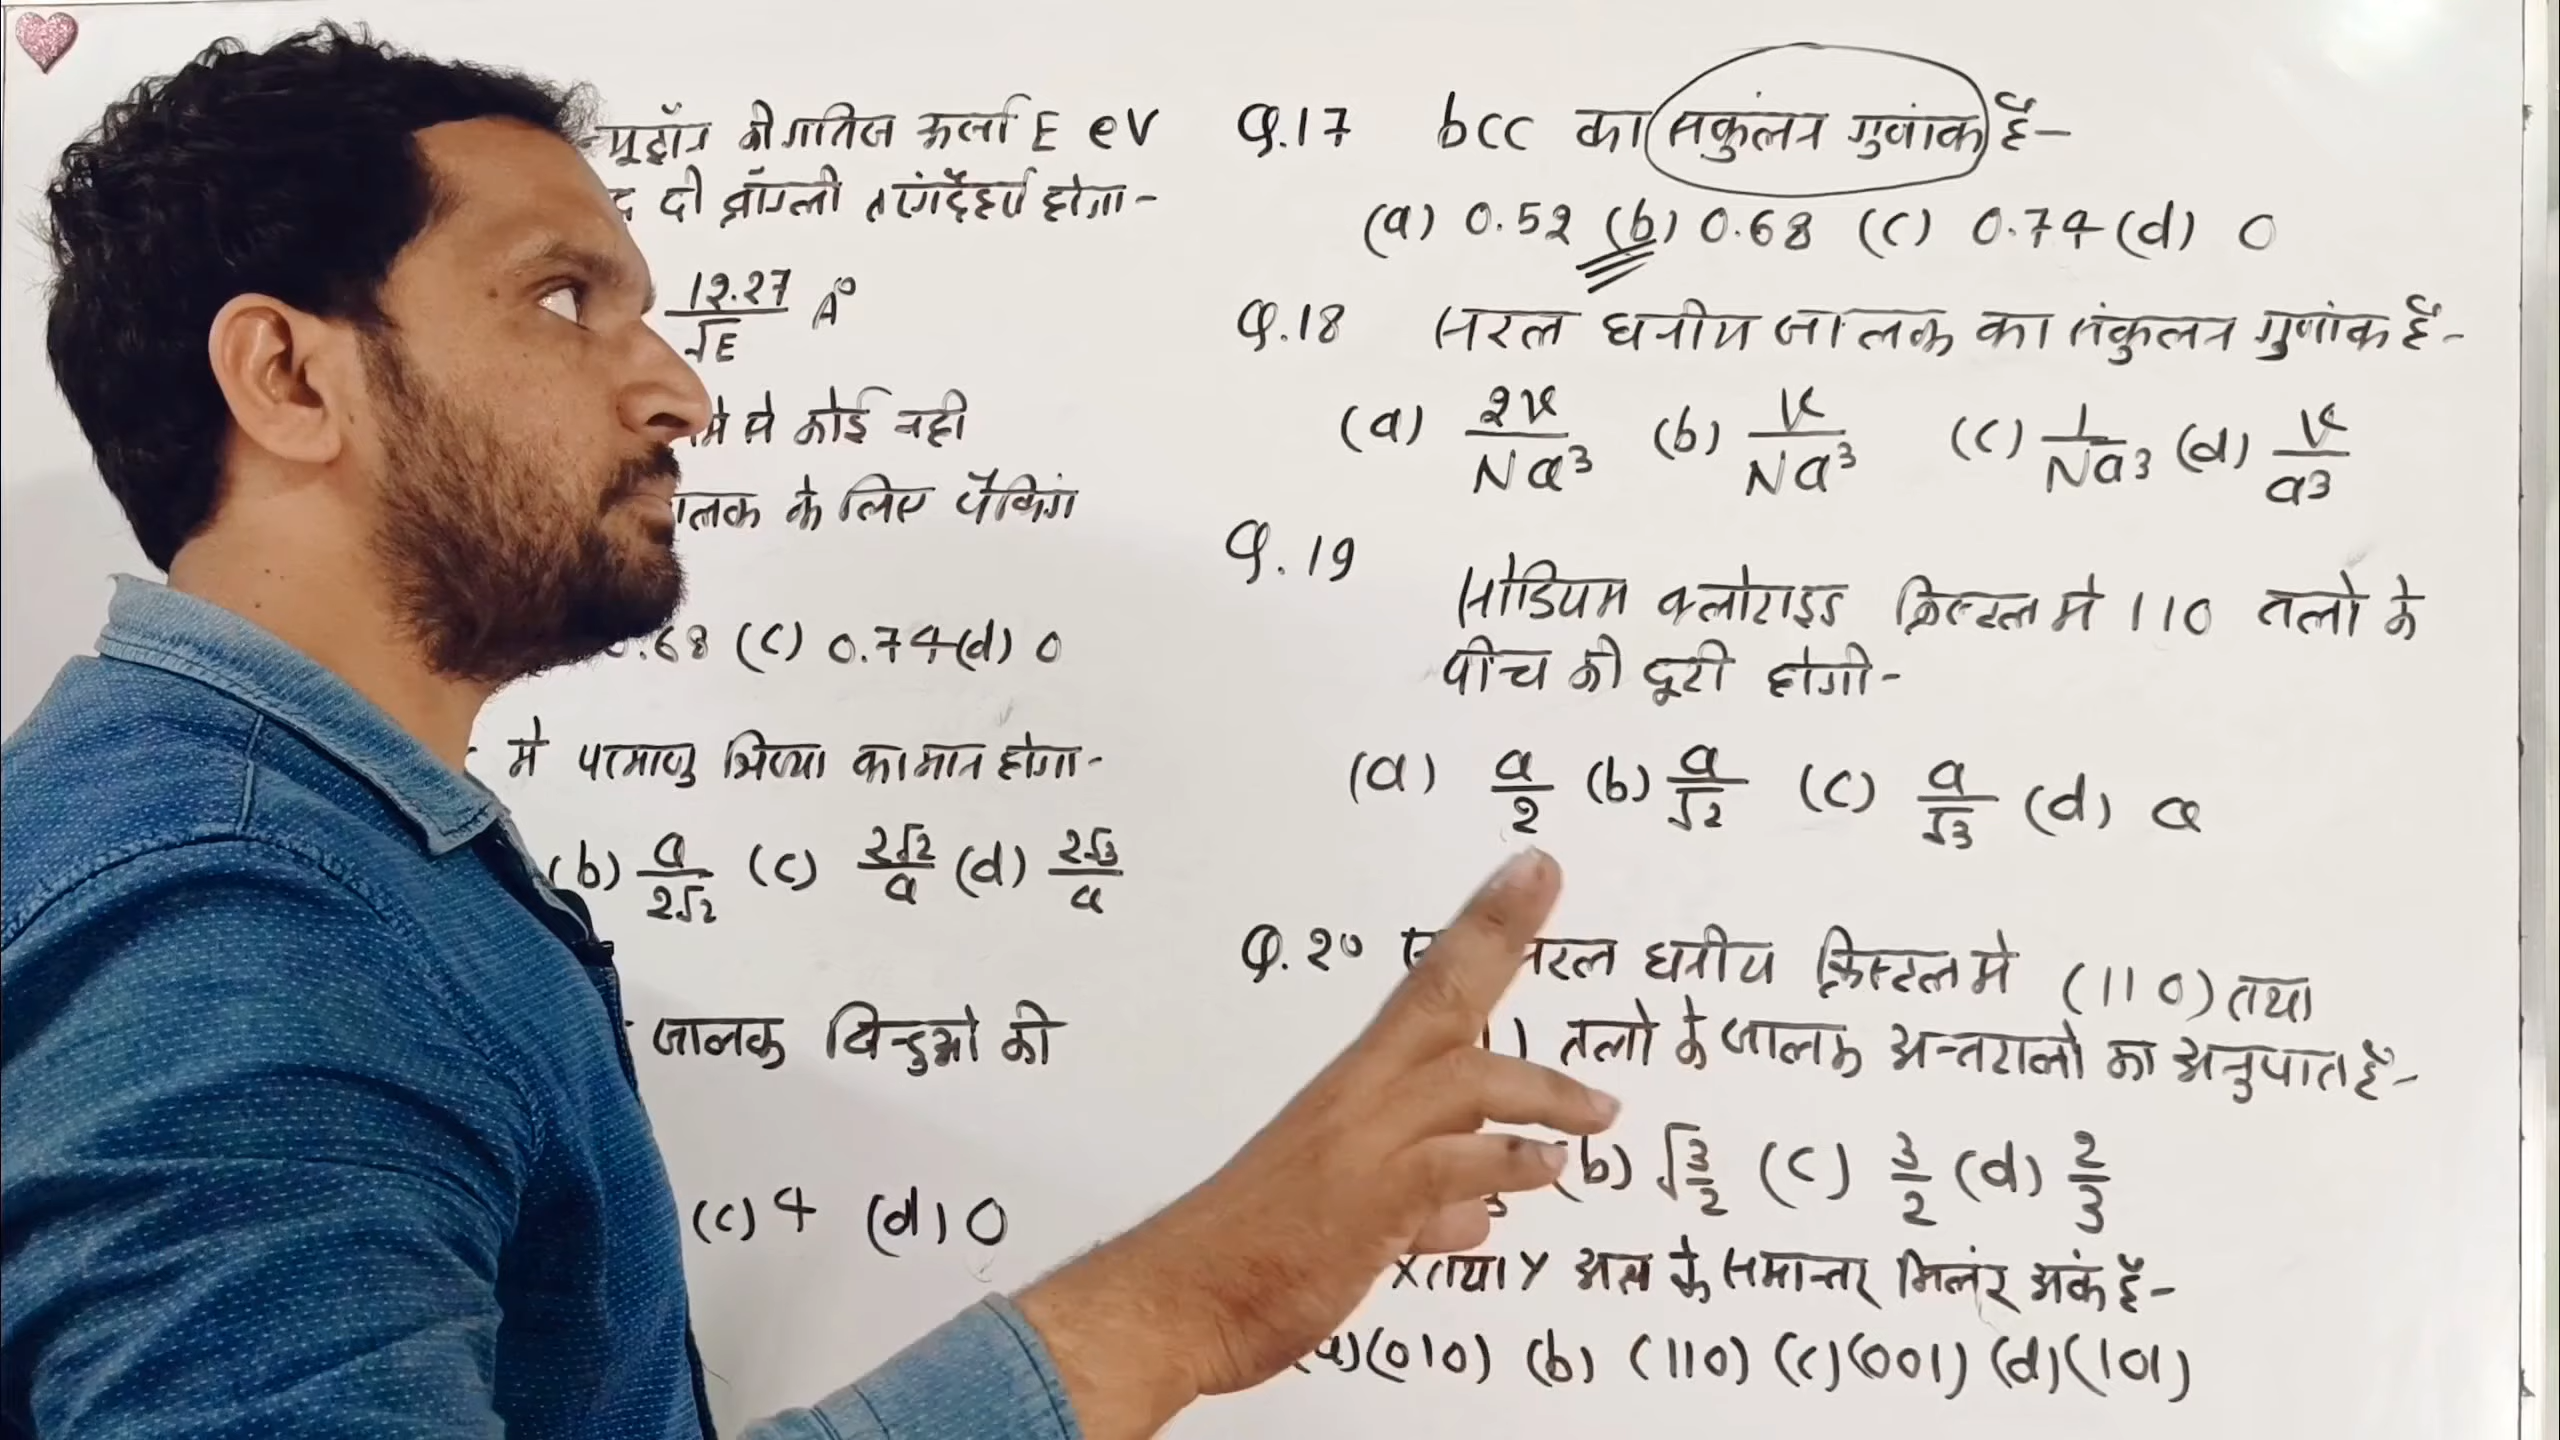 की गतिज ऊर्जा E eV
दी ब्रॉग्ली तरंगदैर्ध्य होगा-
12.27/√E A°
मे से कोई नही
लिए पैकिंग
.68 (c) 0.74 (d) 0
मे परमाणु त्रिज्या का मान होगा-
(b) a/2√2 (c) 2√2/a (d) 2√3/a
जालक बिन्दुओ की
(c) 4 (d) 0
Q.17 bcc का सकुंलन गुणांक है-
(a) 0.52 (b) 0.68 (c) 0.74 (d) 0
Q.18 सरल घनीय जालक का संकुलन गुणांक है-
(a) 2V/Na³ (b) V/Na³ (c) 1/Na³ (d) V/a³
Q.19 सोडियम क्लोराइड क्रिस्टल मे 110 तलो के
बीच की दूरी होगी-
(a) a/2 (b) a/√2 (c) a/√3 (d) a
Q.20 घनीय क्रिस्टल मे (110) तथा
तलो के जालक अन्तरालो का अनुपात है-
(b) √3/2 (c) 3/2 (d) 2/3
X तथा Y अक्ष के समान्तर मिलंर अंक है-
(a) (010) (b) (110) (c) (001) (d) (101)